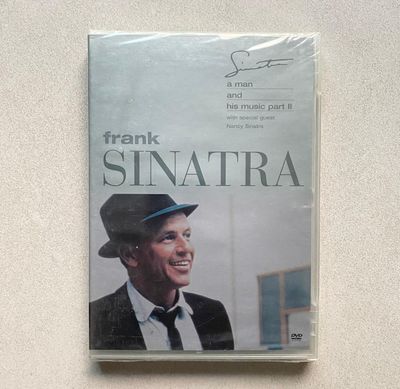 Sinatra
a man
and
his music part II
with special guest
Nancy Sinatra
frank
SINATRA
DVD